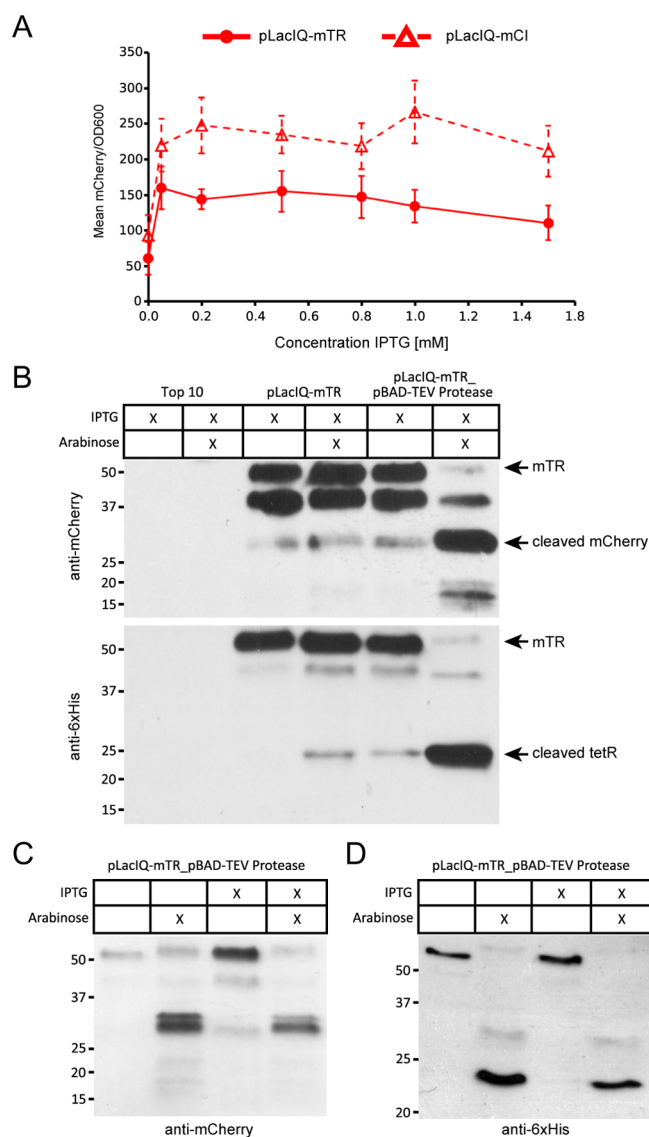 A
pLacIQ-mTR
pLacIQ-mCI
350
300
250
200
150
100
50
0
Mean mCherry/OD600
0.0 0.2 0.4 0.6 0.8 1.0 1.2 1.4 1.6 1.8
Concentration IPTG [mM]
B
Top 10
pLacIQ-mTR
pLacIQ-mTR_
pBAD-TEV Protease
IPTG X X X X X X
Arabinose X X X
anti-mCherry
50
37
25
20
15
mTR
cleaved mCherry
anti-6xHis
50
37
25
20
15
mTR
cleaved tetR
C
pLacIQ-mTR_pBAD-TEV Protease
IPTG X X
Arabinose X X
50
37
25
20
15
anti-mCherry
D
pLacIQ-mTR_pBAD-TEV Protease
IPTG X X
Arabinose X X
50
37
25
20
anti-6xHis